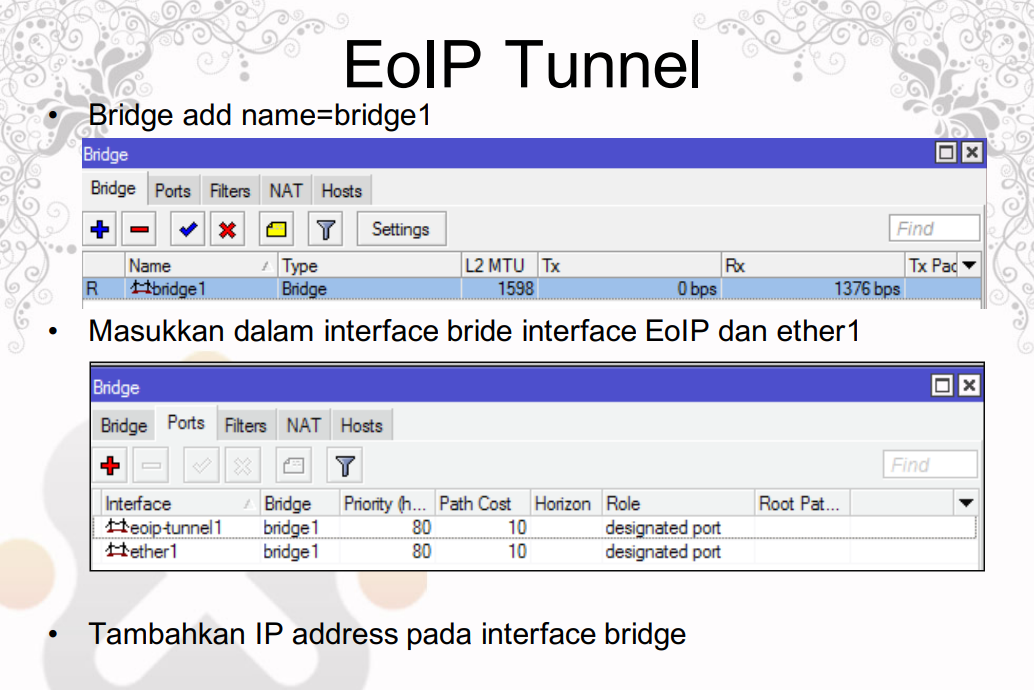 EoIP Tunnel
• Bridge add name=bridge1
Bridge
Bridge Ports Filters NAT Hosts
Settings Find
Name Type L2 MTU Tx Rx Tx Pac
R bridge1 Bridge 1598 0 bps 1376 bps
• Masukkan dalam interface bride interface EoIP dan ether1
Bridge
Bridge Ports Filters NAT Hosts
Find
Interface Bridge Priority (h... Path Cost Horizon Role Root Pat...
eoip-tunnel1 bridge1 80 10 designated port
ether1 bridge1 80 10 designated port
• Tambahkan IP address pada interface bridge